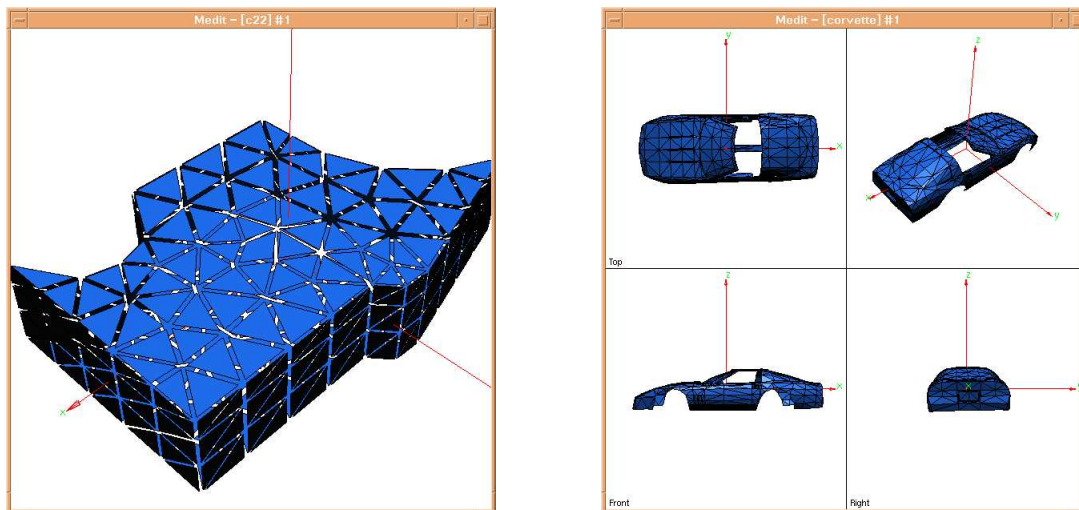 Medit - [c22] #1
x
Medit - [corvette] #1
y
x
Top
z
x
y
z
x
Front
z
x
Right